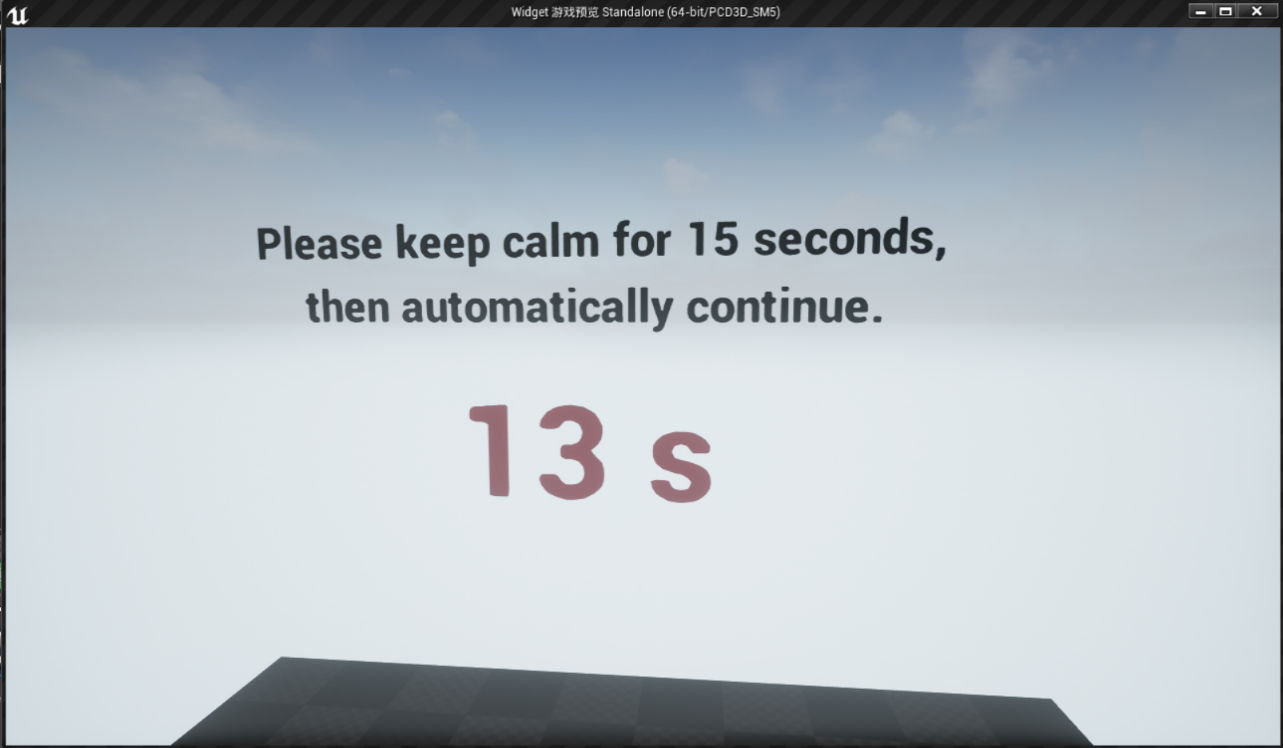 Widget 游戏预览 Standalone (64-bit/PCD3D_SM5)
Please keep calm for 15 seconds,
then automatically continue.
13 s